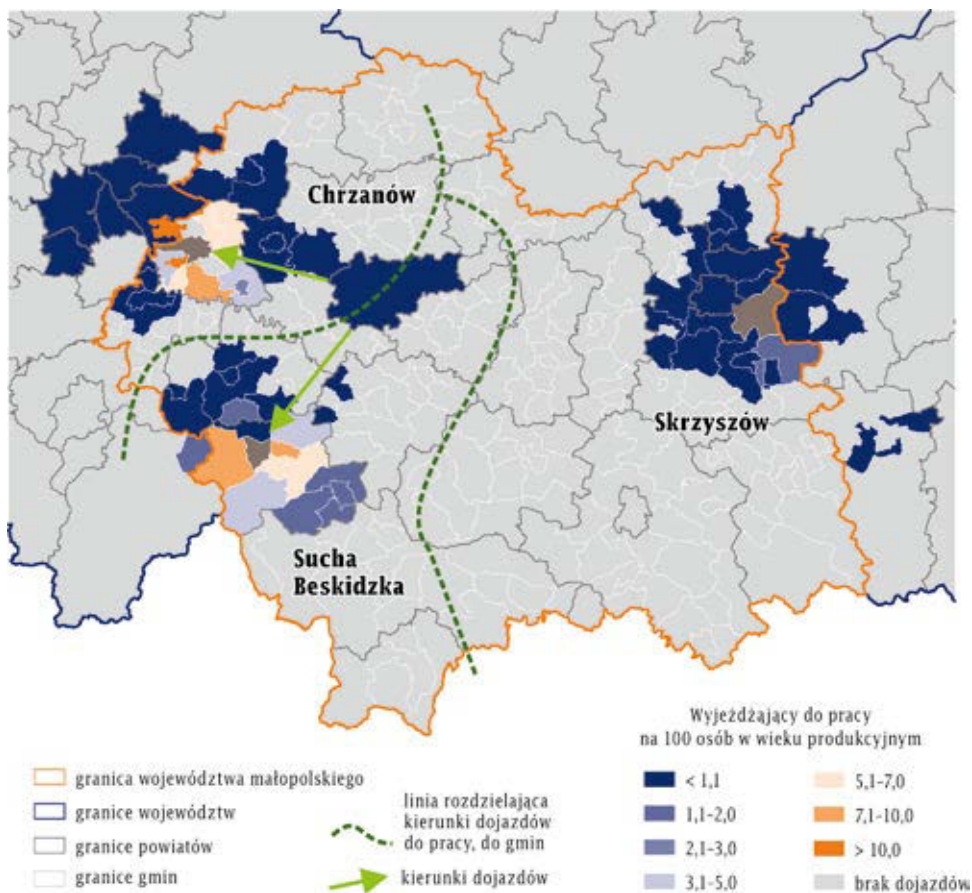 Chrzanów
Skrzyszów
Sucha
Beskidzka
Wyjeżdżający do pracy
na 100 osób w wieku produkcyjnym
granica województwa małopolskiego
granice województw
granice powiatów
granice gmin
linia rozdzielająca
kierunki dojazdów
do pracy, do gmin
kierunki dojazdów
< 1,1
1,1–2,0
2,1–3,0
3,1–5,0
5,1–7,0
7,1–10,0
> 10,0
brak dojazdów